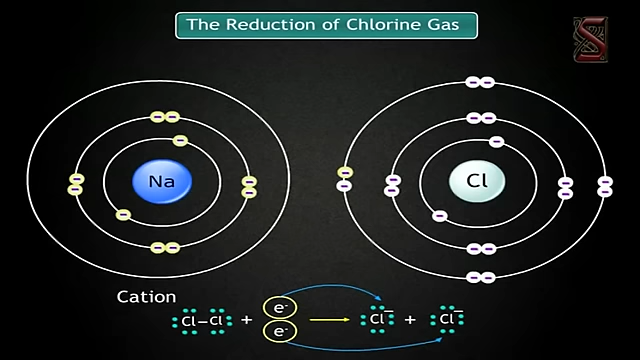 The Reduction of Chlorine Gas
S
Na
Cl
Cation
Cl–Cl + e⁻ e⁻ → Cl⁻ + Cl⁻